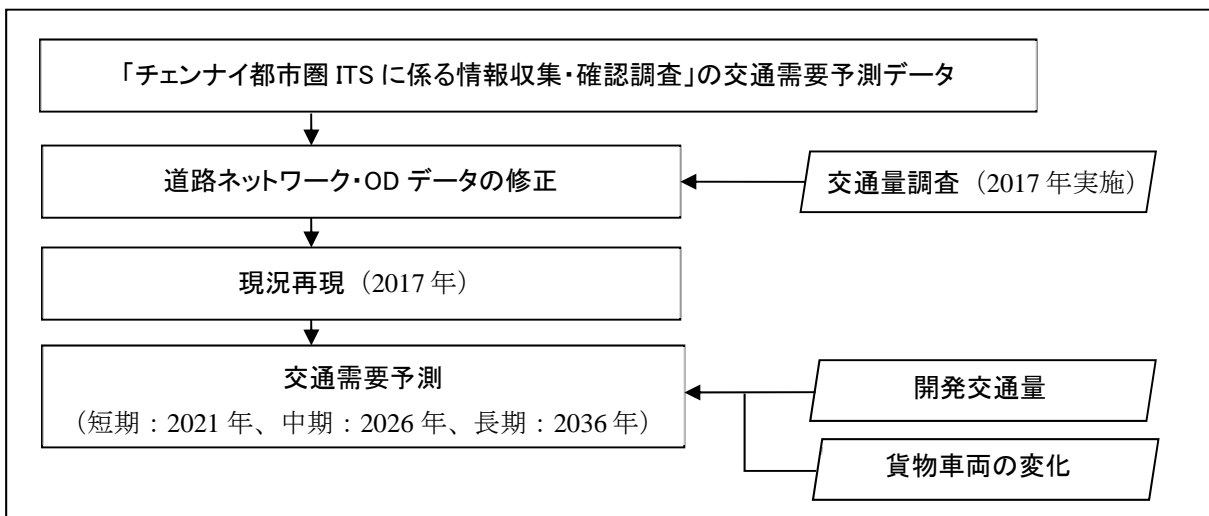 「チェンナイ都市圏 ITS に係る情報収集・確認調査」の交通需要予測データ
道路ネットワーク・OD データの修正
交通量調査（2017 年実施）
現況再現（2017 年）
交通需要予測
（短期：2021 年、中期：2026 年、長期：2036 年）
開発交通量
貨物車両の変化